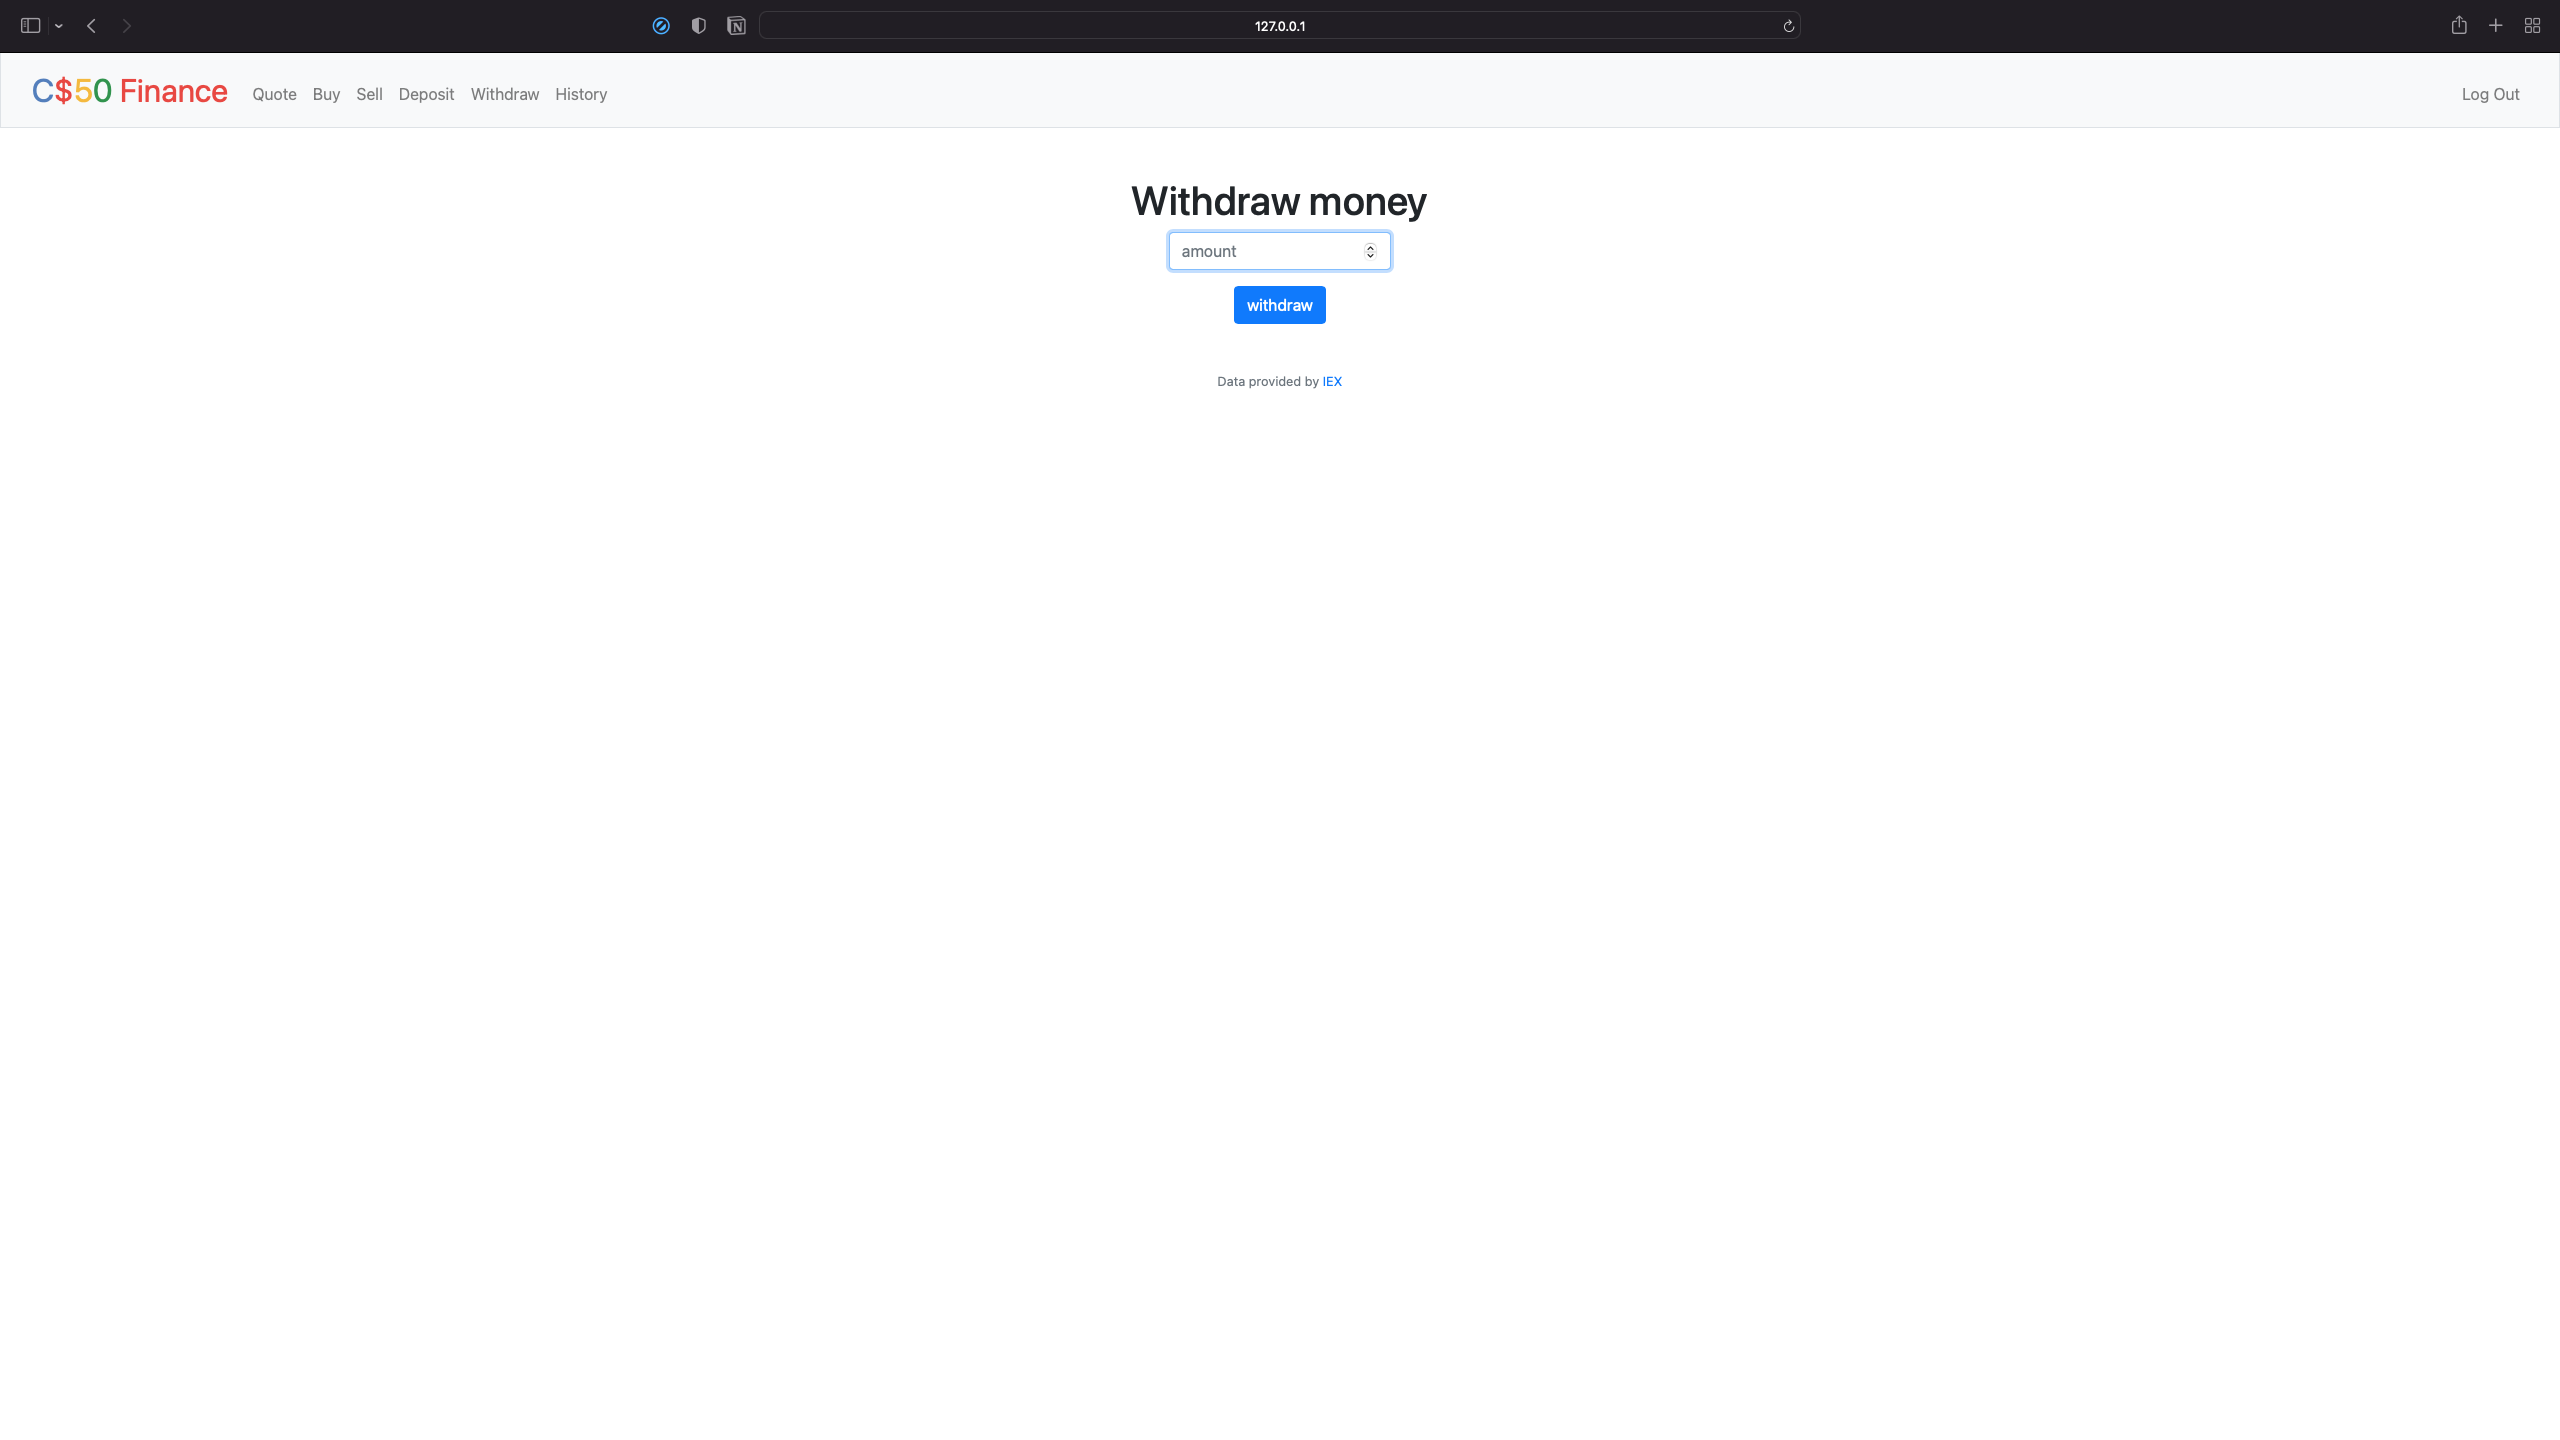 127.0.0.1
C$50 Finance Quote Buy Sell Deposit Withdraw History Log Out
Withdraw money
amount
withdraw
Data provided by IEX